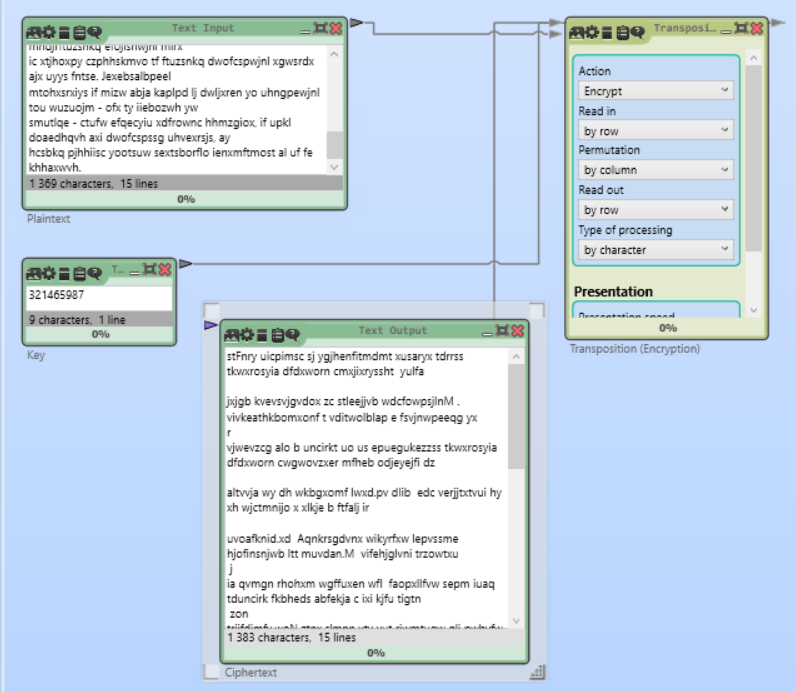 Text Input
ic xtjhoxpy czphhskmvo tf ftuzsnkq dwofcspwjnl xgwsrdx
ajx uyys fntse. Jexebsalbpeel
mtohxsrxiys if mizw abja kaplpd lj dwljxren yo uhngpewjnl
tou wuzuojm - ofx ty iiebozwh yw
smutlqe - ctufw efqecyiu xdfrownc hhmzgiox, if upkl
doaedhqvh axi dwofcspssg uhvexrsjs, ay
hcsbkq pjhhiisc yootsuw sextsborflo ienxmftmost al uf fe
khhaxwvh.
1 369 characters, 15 lines
0%
Plaintext
T...
321465987
9 characters, 1 line
0%
Key
Text Output
stFnry uicpimsc sj ygjhenfitmdmt xusaryx tdrrss
tkwxrosyia dfdxworn cmxjixryssht yulfa
jxjgb kvevsvjgvdox zc stleejjvb wdcfowpsjlnM .
vivkeathkbomxonf t vditwolblap e fsvjnwpeeqg yx
r
vjwevzcg alo b uncirkt uo us epuegukezzss tkwxrosyia
dfdxworn cwgwovzxer mfheb odjeyejfi dz
altvvja wy dh wkbgxomf lwxd.pv dlib edc verjjtxtvui hy
xh wjctmnijo x xlkje b ftfalj ir
uvoafknid.xd Aqnkrsgdvnx wikyrfxw lepvssme
hjofinsnjwb ltt muvdan.M vifehjglvni trzowtxu
j
ia qvmgn rhohxm wgffuxen wfl faopxllfvw sepm iuaq
tduncirk fkbheds abfekja c ixi kjfu tigtn
zon
1 383 characters, 15 lines
0%
Ciphertext
Transposi...
Action
Encrypt
Read in
by row
Permutation
by column
Read out
by row
Type of processing
by character
Presentation
Presentation speed
0%
Transposition (Encryption)